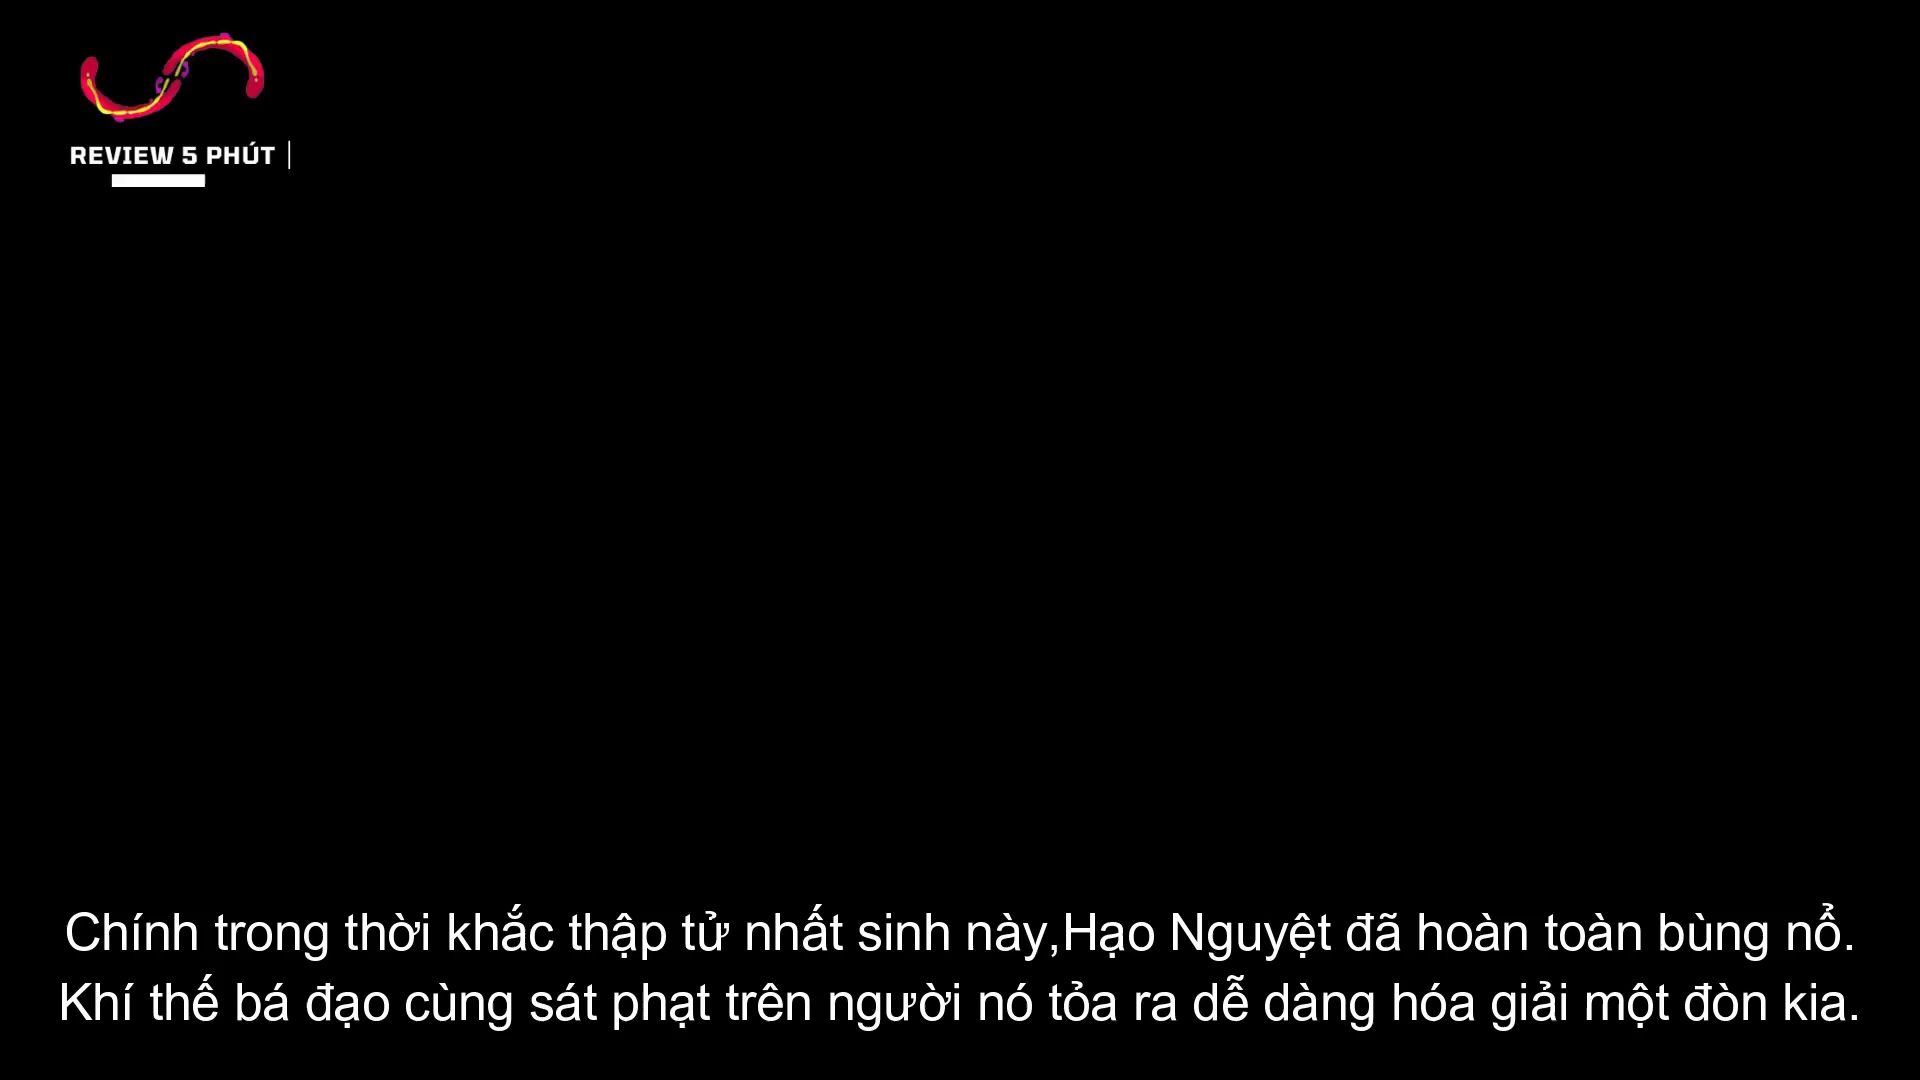 REVIEW 5 PHÚT
Chính trong thời khắc thập tử nhất sinh này,Hạo Nguyệt đã hoàn toàn bùng nổ.
Khí thế bá đạo cùng sát phạt trên người nó tỏa ra dễ dàng hóa giải một đòn kia.